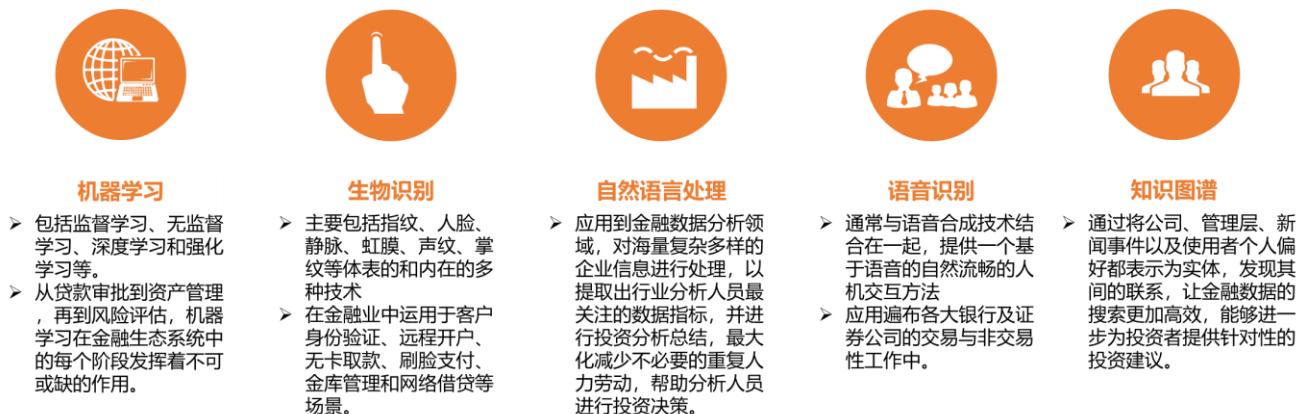 机器学习
➢ 包括监督学习、无监督
学习、深度学习和强化
学习等。
➢ 从贷款审批到资产管理
，再到风险评估，机器
学习在金融生态系统中
的每个阶段发挥着不可
或缺的作用。
生物识别
➢ 主要包括指纹、人脸、
静脉、虹膜、声纹、掌
纹等体表的和内在的多
种技术
➢ 在金融业中运用于客户
身份验证、远程开户、
无卡取款、刷脸支付、
金库管理和网络借贷等
场景。
自然语言处理
➢ 应用到金融数据分析领
域，对海量复杂多样的
企业信息进行处理，以
提取出行业分析人员最
关注的数据指标，并进
行投资分析总结，最大
化减少不必要的重复人
力劳动，帮助分析人员
进行投资决策。
语音识别
➢ 通常与语音合成技术结
合在一起，提供一个基
于语音的自然流畅的人
机交互方法
➢ 应用遍布各大银行及证
券公司的交易与非交易
性工作中。
知识图谱
➢ 通过将公司、管理层、新
闻事件以及使用者个人偏
好都表示为实体，发现其
间的联系，让金融数据的
搜索更加高效，能够进一
步为投资者提供针对性的
投资建议。